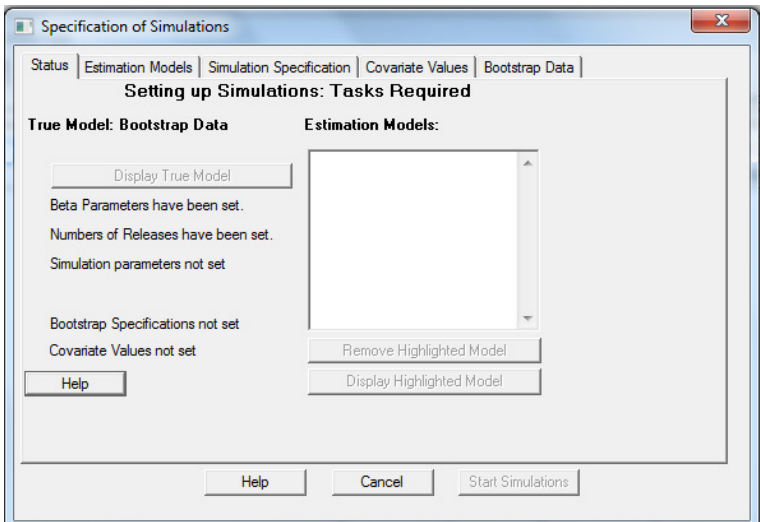 Specification of Simulations
Status Estimation Models Simulation Specification Covariate Values Bootstrap Data
Setting up Simulations: Tasks Required
True Model: Bootstrap Data Estimation Models:
Display True Model
Beta Parameters have been set.
Numbers of Releases have been set.
Simulation parameters not set
Bootstrap Specifications not set
Covariate Values not set Remove Highlighted Model
Help Display Highlighted Model
Help Cancel Start Simulations